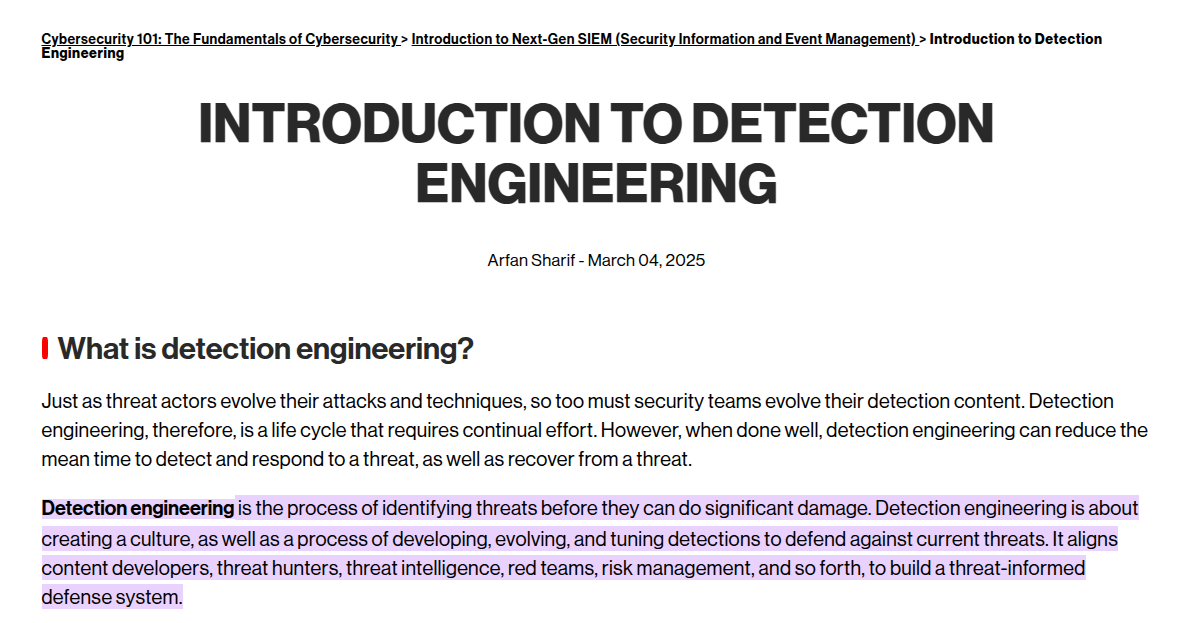 Cybersecurity 101: The Fundamentals of Cybersecurity > Introduction to Next-Gen SIEM (Security Information and Event Management) > Introduction to Detection
Engineering
INTRODUCTION TO DETECTION
ENGINEERING
Arfan Sharif - March 04, 2025
What is detection engineering?
Just as threat actors evolve their attacks and techniques, so too must security teams evolve their detection content. Detection
engineering, therefore, is a life cycle that requires continual effort. However, when done well, detection engineering can reduce the
mean time to detect and respond to a threat, as well as recover from a threat.
Detection engineering is the process of identifying threats before they can do significant damage. Detection engineering is about
creating a culture, as well as a process of developing, evolving, and tuning detections to defend against current threats. It aligns
content developers, threat hunters, threat intelligence, red teams, risk management, and so forth, to build a threat-informed
defense system.